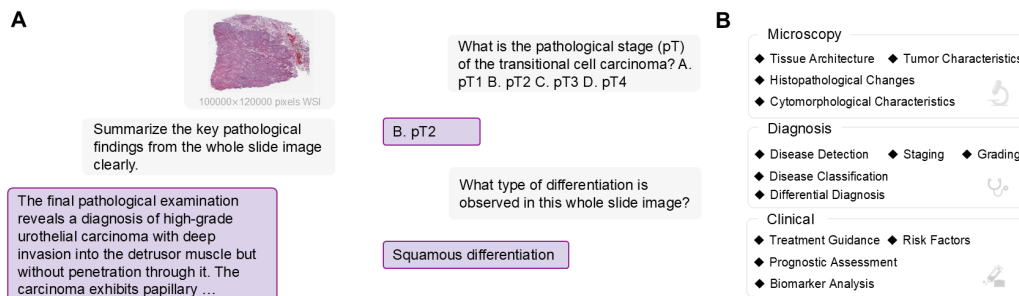 A
100000×120000 pixels WSI
Summarize the key pathological
findings from the whole slide image
clearly.
The final pathological examination
reveals a diagnosis of high-grade
urothelial carcinoma with deep
invasion into the detrusor muscle but
without penetration through it. The
carcinoma exhibits papillary ...
What is the pathological stage (pT)
of the transitional cell carcinoma? A.
pT1 B. pT2 C. pT3 D. pT4
B. pT2
What type of differentiation is
observed in this whole slide image?
Squamous differentiation
B
Microscopy
◆ Tissue Architecture ◆ Tumor Characteristics
◆ Histopathological Changes
◆ Cytomorphological Characteristics
Diagnosis
◆ Disease Detection ◆ Staging ◆ Grading
◆ Disease Classification
◆ Differential Diagnosis
Clinical
◆ Treatment Guidance ◆ Risk Factors
◆ Prognostic Assessment
◆ Biomarker Analysis